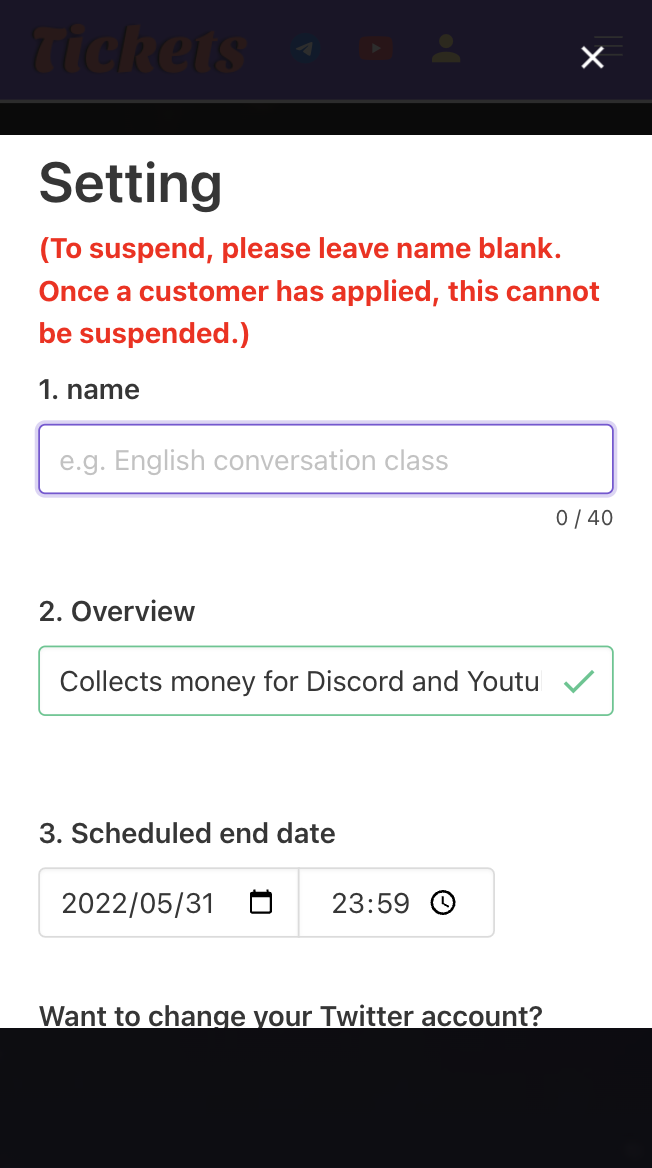 Tickets
Setting
(To suspend, please leave name blank.
Once a customer has applied, this cannot
be suspended.)
1. name
e.g. English conversation class
0 / 40
2. Overview
Collects money for Discord and Youtu
3. Scheduled end date
2022/05/31 23:59
Want to change your Twitter account?